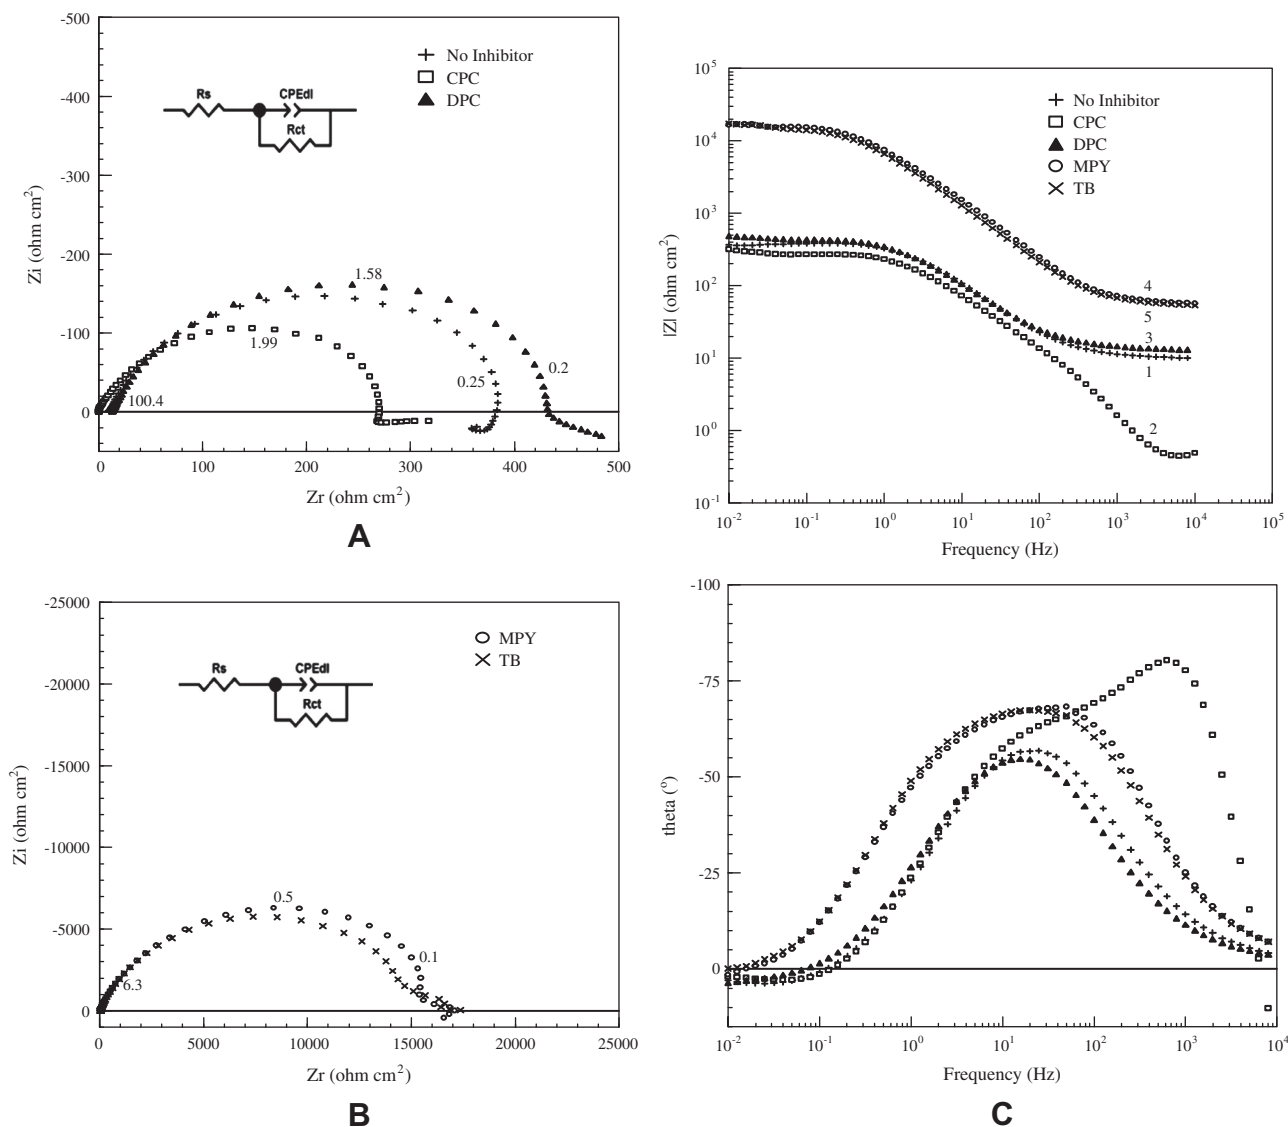 -500
-400
-300
-200
-100
0
Zi (ohm cm²)
No Inhibitor
CPC
DPC
Rs
CPEdl
Rct
1.58
1.99
0.25
0.2
100.4
0 100 200 300 400 500
Zr (ohm cm²)
A
10⁵
10⁴
10³
10²
10¹
10⁰
10⁻¹
|Z| (ohm cm²)
No Inhibitor
CPC
DPC
MPY
TB
4
5
3
1
2
10⁻² 10⁻¹ 10⁰ 10¹ 10² 10³ 10⁴ 10⁵
Frequency (Hz)
-25000
-20000
-15000
-10000
-5000
0
Zi (ohm cm²)
MPY
TB
Rs
CPEdl
Rct
0.5
0.1
6.3
0 5000 10000 15000 20000 25000
Zr (ohm cm²)
B
-100
-75
-50
-25
0
theta (°)
10⁻² 10⁻¹ 10⁰ 10¹ 10² 10³ 10⁴
Frequency (Hz)
C